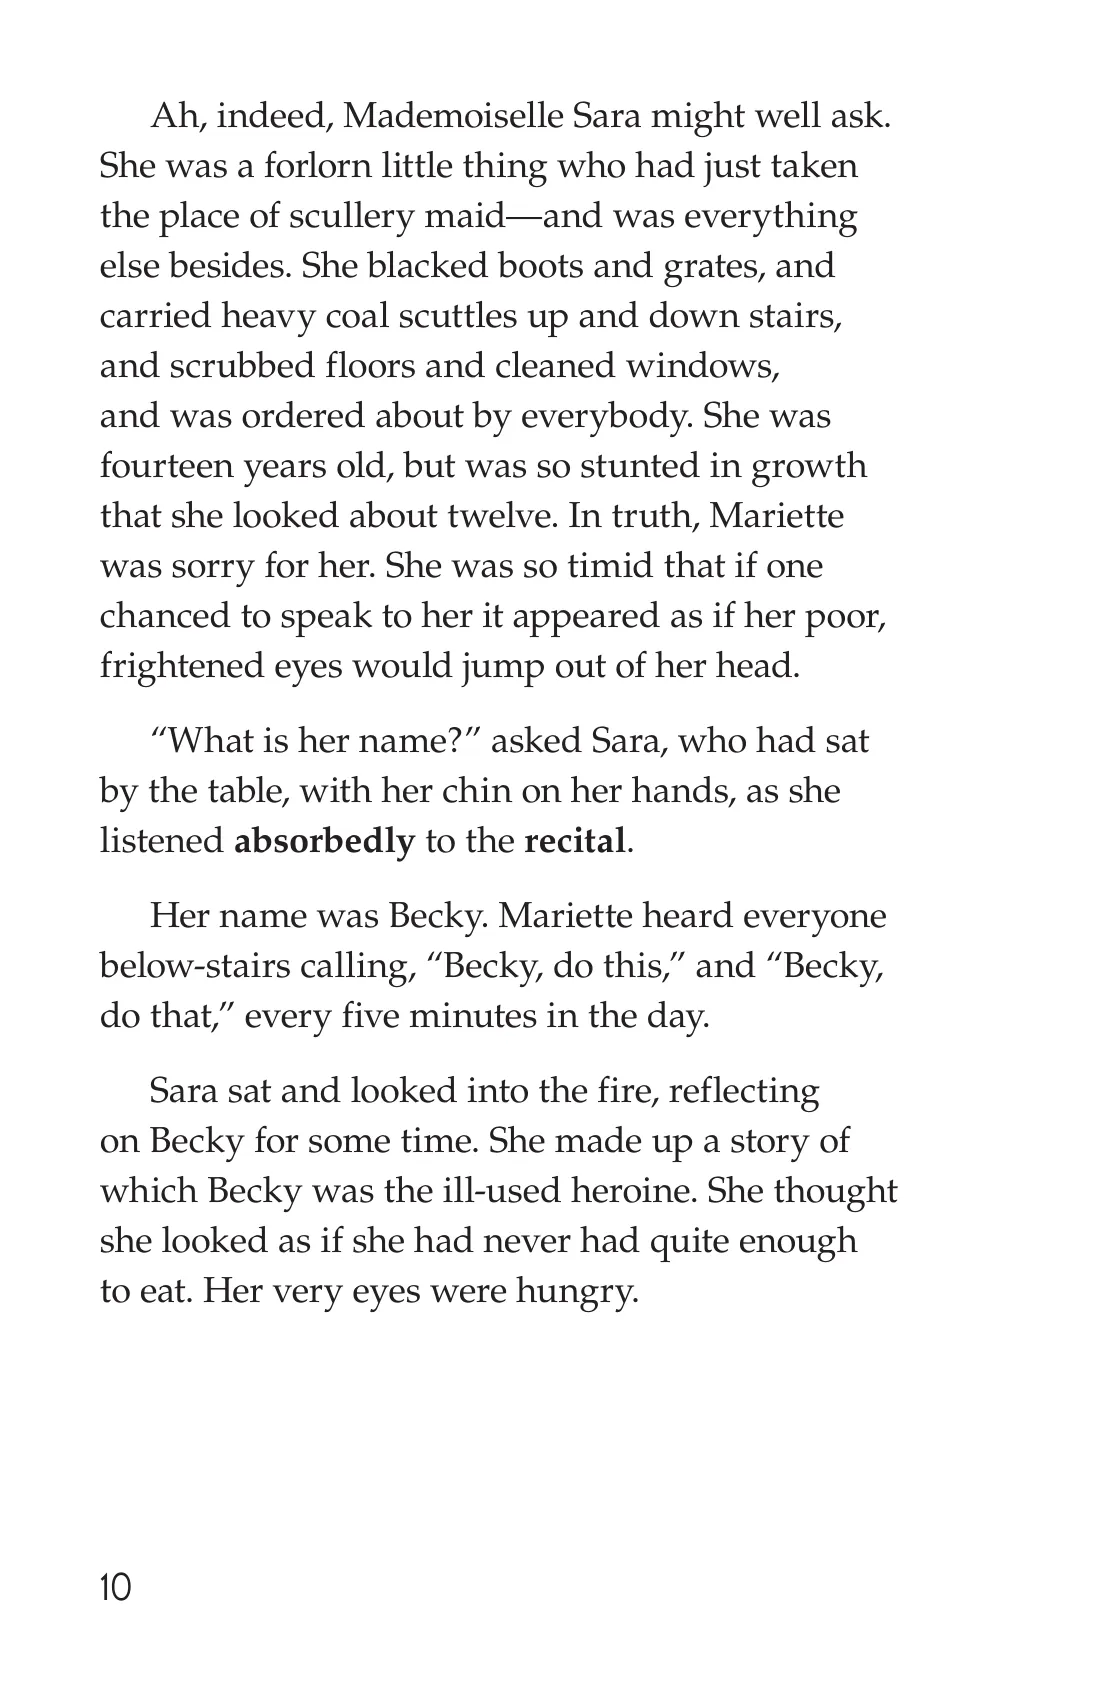 Ah, indeed, Mademoiselle Sara might well ask.
She was a forlorn little thing who had just taken
the place of scullery maid—and was everything
else besides. She blacked boots and grates, and
carried heavy coal scuttles up and down stairs,
and scrubbed floors and cleaned windows,
and was ordered about by everybody. She was
fourteen years old, but was so stunted in growth
that she looked about twelve. In truth, Mariette
was sorry for her. She was so timid that if one
chanced to speak to her it appeared as if her poor,
frightened eyes would jump out of her head.
“What is her name?” asked Sara, who had sat
by the table, with her chin on her hands, as she
listened absorbedly to the recital.
Her name was Becky. Mariette heard everyone
below-stairs calling, “Becky, do this,” and “Becky,
do that,” every five minutes in the day.
Sara sat and looked into the fire, reflecting
on Becky for some time. She made up a story of
which Becky was the ill-used heroine. She thought
she looked as if she had never had quite enough
to eat. Her very eyes were hungry.
10